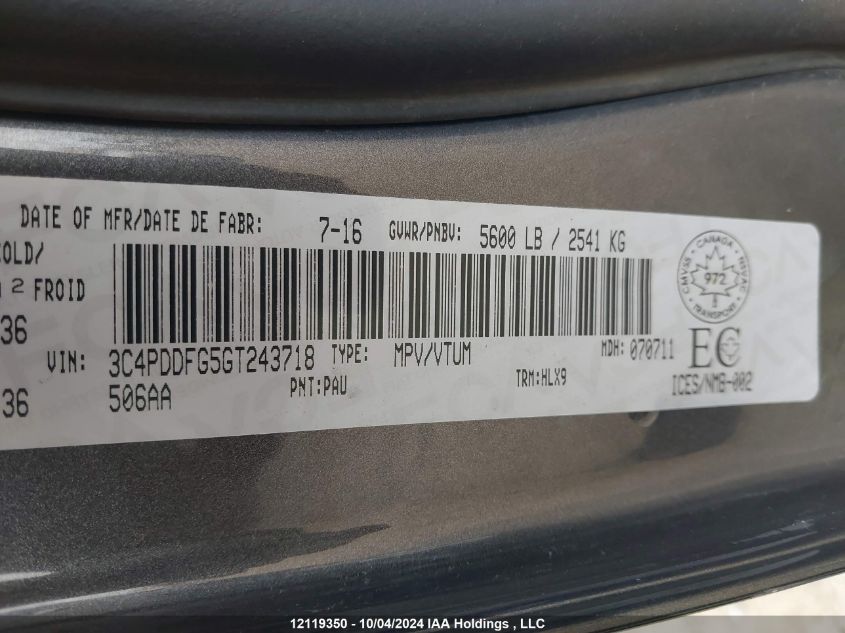 DATE OF MFR/DATE DE FABR: 7-16 GVWR/PNBV: 5600 LB / 2541 KG
COLD/
2 FROID
36
VIN: 3C4PDDFG5GT243718 TYPE: MPV/VTUM MDH: 070711
36 506AA PNT:PAU TRM:HLX9
CANADA
CMVSS NSVAC
972
TRANSPORT
EC
ICES/NMB-002
12119350 - 10/04/2024 IAA Holdings , LLC